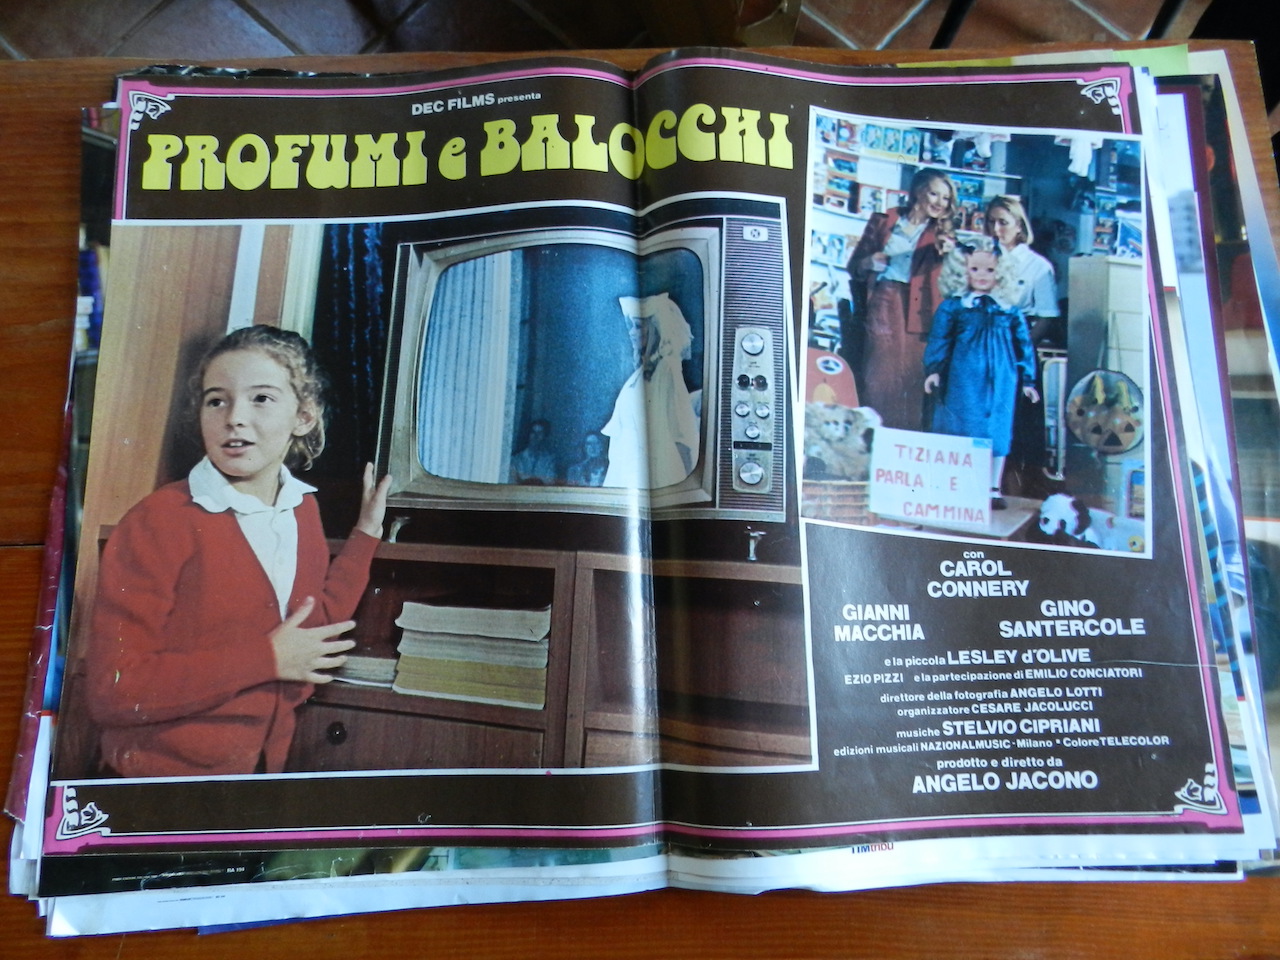 DEC FILMS presenta
PROFUMI e BALOCCHI
TIZIANA
PARLA .. E
CAMMINA
con
CAROL
CONNERY
GIANNI
MACCHIA
GINO
SANTERCOLE
e la piccola LESLEY d'OLIVE
EZIO PIZZI e la partecipazione di EMILIO CONCIATORI
direttore della fotografia ANGELO LOTTI
organizzatore CESARE JACOLUCCI
musiche STELVIO CIPRIANI
edizioni musicali NAZIONALMUSIC - Milano * Colore TELECOLOR
prodotto e diretto da
ANGELO JACONO
TIMtribù